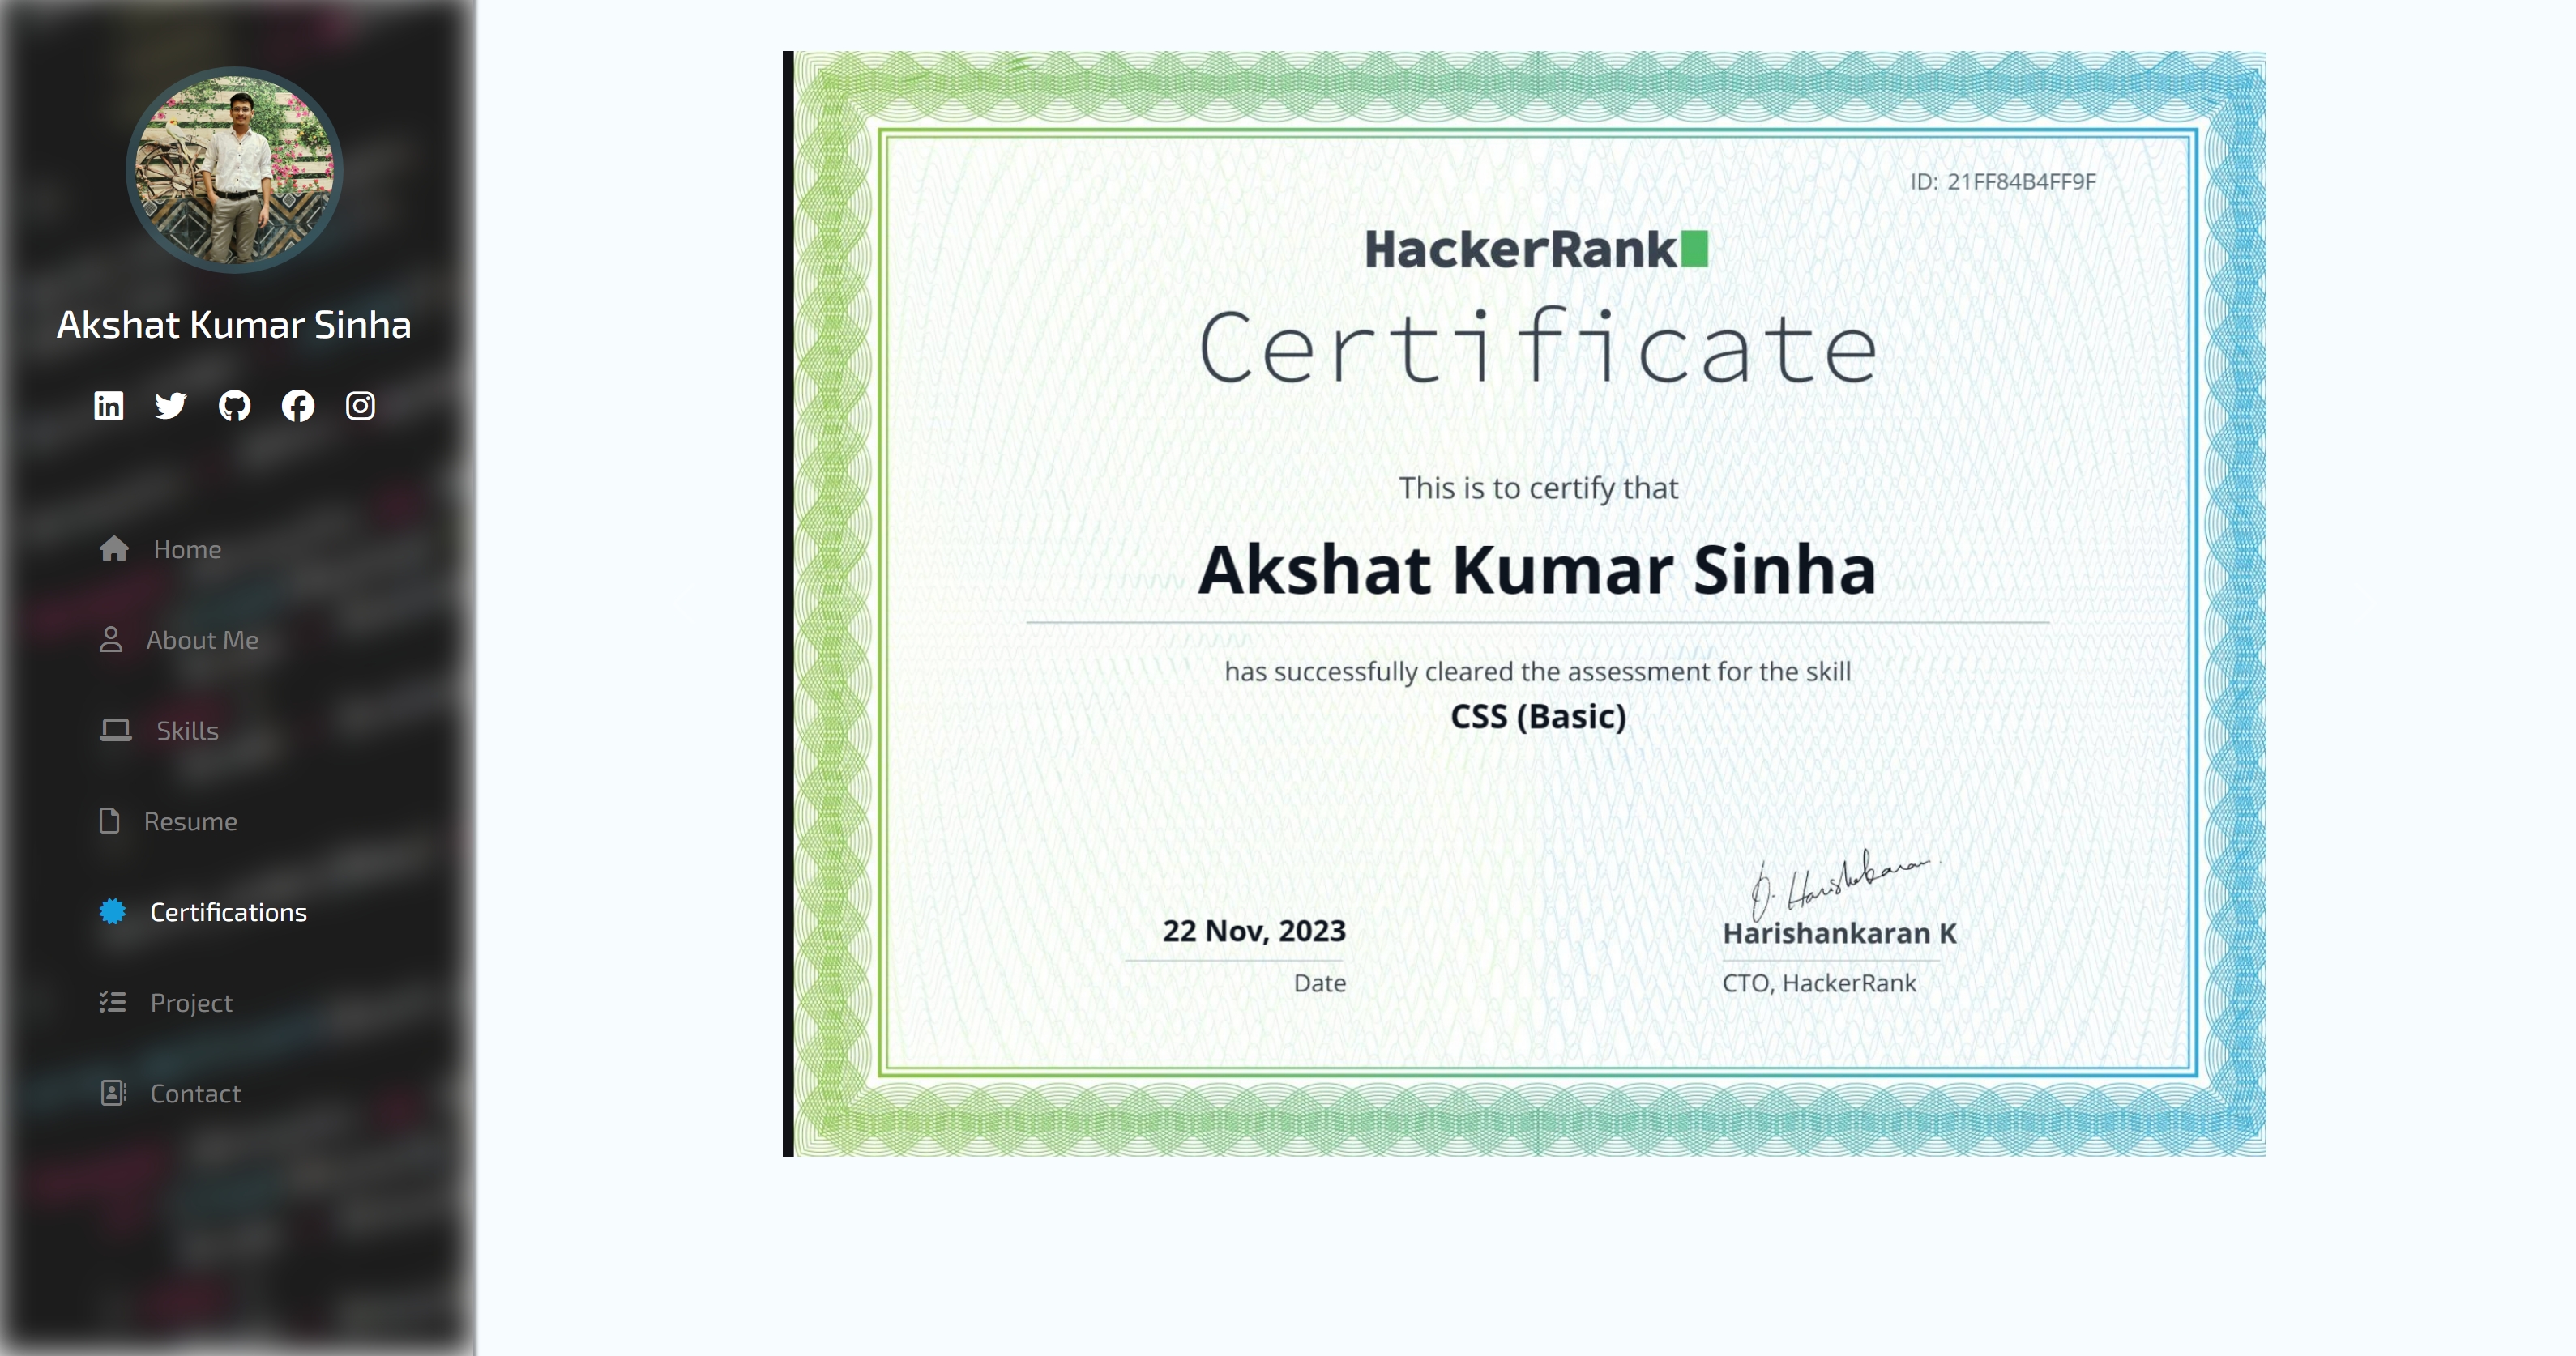 Akshat Kumar Sinha
Home
About Me
Skills
Resume
Certifications
Project
Contact
ID: 21FF84B4FF9F
HackerRank
Certificate
This is to certify that
Akshat Kumar Sinha
has successfully cleared the assessment for the skill
CSS (Basic)
22 Nov, 2023
Date
Harishankaran K
CTO, HackerRank